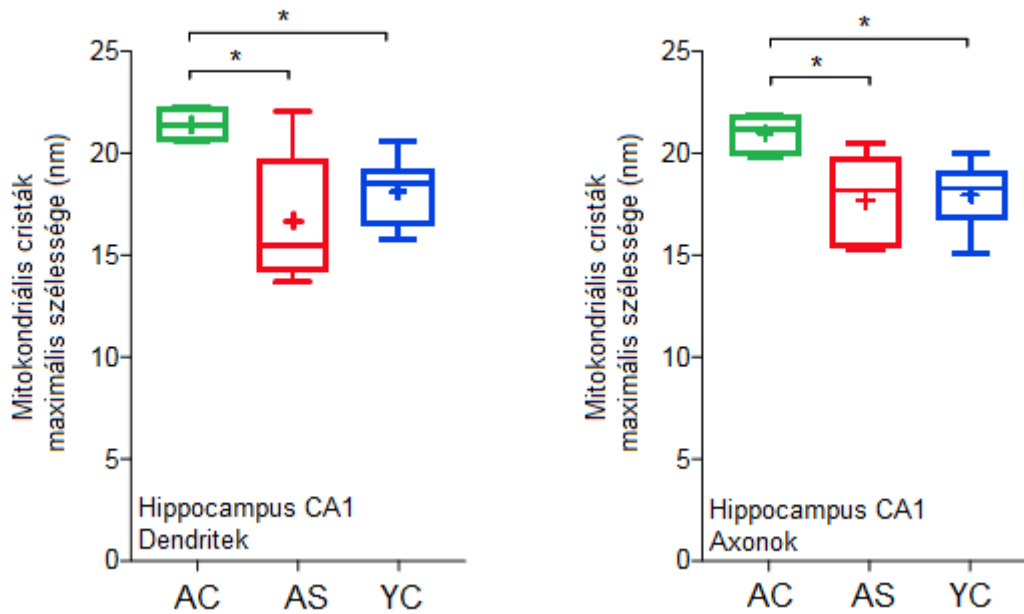 *
*
25
20
15
10
5
0
Mitokondriális cristák
maximális szélessége (nm)
Hippocampus CA1
Dendritek
AC
AS
YC
*
*
25
20
15
10
5
0
Mitokondriális cristák
maximális szélessége (nm)
Hippocampus CA1
Axonok
AC
AS
YC